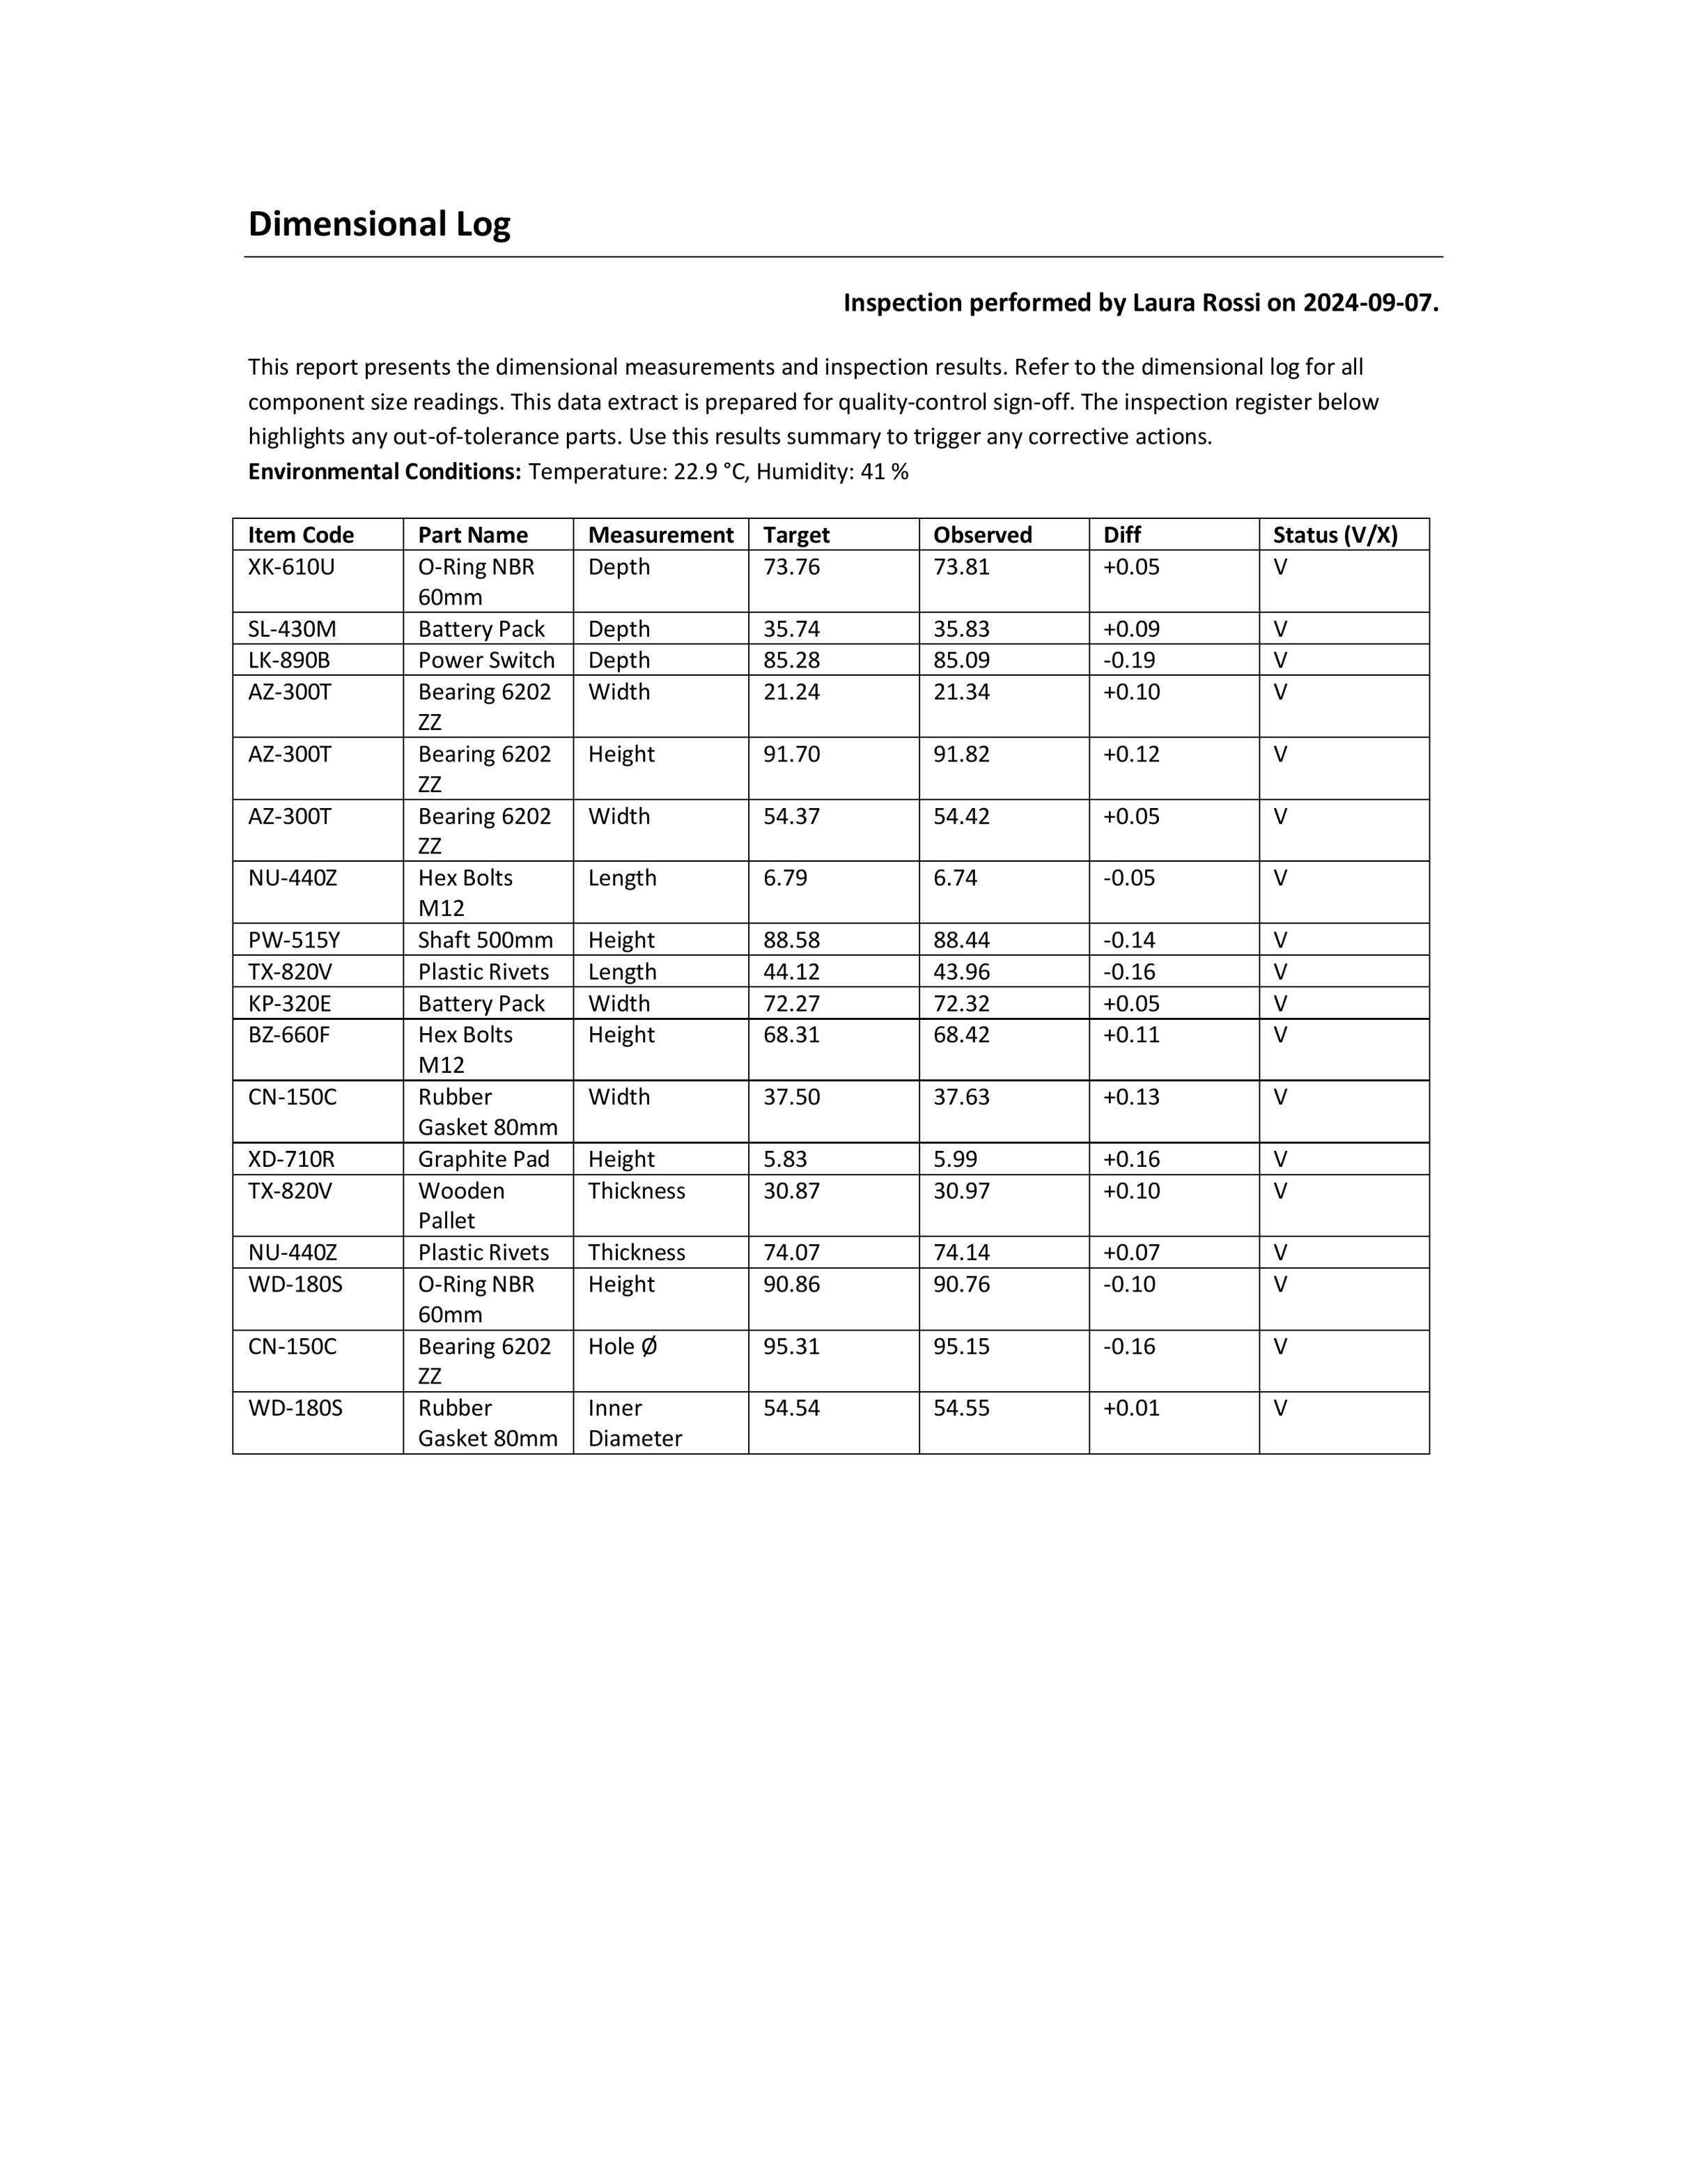 Dimensional Log
Inspection performed by Laura Rossi on 2024-09-07.
This report presents the dimensional measurements and inspection results. Refer to the dimensional log for all
component size readings. This data extract is prepared for quality-control sign-off. The inspection register below
highlights any out-of-tolerance parts. Use this results summary to trigger any corrective actions.
Environmental Conditions: Temperature: 22.9 °C, Humidity: 41 %
Item Code Part Name Measurement Target Observed Diff Status (V/X)
XK-610U O-Ring NBR Depth 73.76 73.81 +0.05 V
60mm
SL-430M Battery Pack Depth 35.74 35.83 +0.09 V
LK-890B Power Switch Depth 85.28 85.09 -0.19 V
AZ-300T Bearing 6202 Width 21.24 21.34 +0.10 V
ZZ
AZ-300T Bearing 6202 Height 91.70 91.82 +0.12 V
ZZ
AZ-300T Bearing 6202 Width 54.37 54.42 +0.05 V
ZZ
NU-440Z Hex Bolts Length 6.79 6.74 -0.05 V
M12
PW-515Y Shaft 500mm Height 88.58 88.44 -0.14 V
TX-820V Plastic Rivets Length 44.12 43.96 -0.16 V
KP-320E Battery Pack Width 72.27 72.32 +0.05 V
BZ-660F Hex Bolts Height 68.31 68.42 +0.11 V
M12
CN-150C Rubber Width 37.50 37.63 +0.13 V
Gasket 80mm
XD-710R Graphite Pad Height 5.83 5.99 +0.16 V
TX-820V Wooden Thickness 30.87 30.97 +0.10 V
Pallet
NU-440Z Plastic Rivets Thickness 74.07 74.14 +0.07 V
WD-180S O-Ring NBR Height 90.86 90.76 -0.10 V
60mm
CN-150C Bearing 6202 Hole Ø 95.31 95.15 -0.16 V
ZZ
WD-180S Rubber Inner 54.54 54.55 +0.01 V
Gasket 80mm Diameter